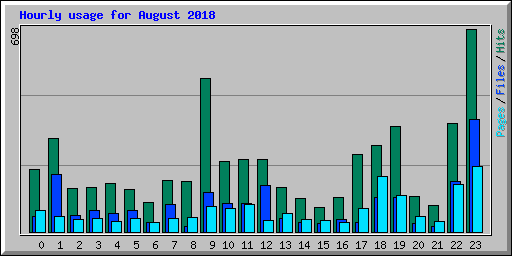 Hourly usage for August 2018
698
Pages / Files / Hits
0 1 2 3 4 5 6 7 8 9 10 11 12 13 14 15 16 17 18 19 20 21 22 23